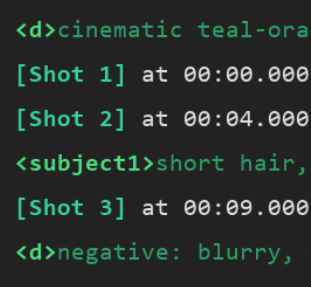 <d>cinematic teal-ora
[Shot 1] at 00:00.000
[Shot 2] at 00:04.000
<subject1>short hair,
[Shot 3] at 00:09.000
<d>negative: blurry,